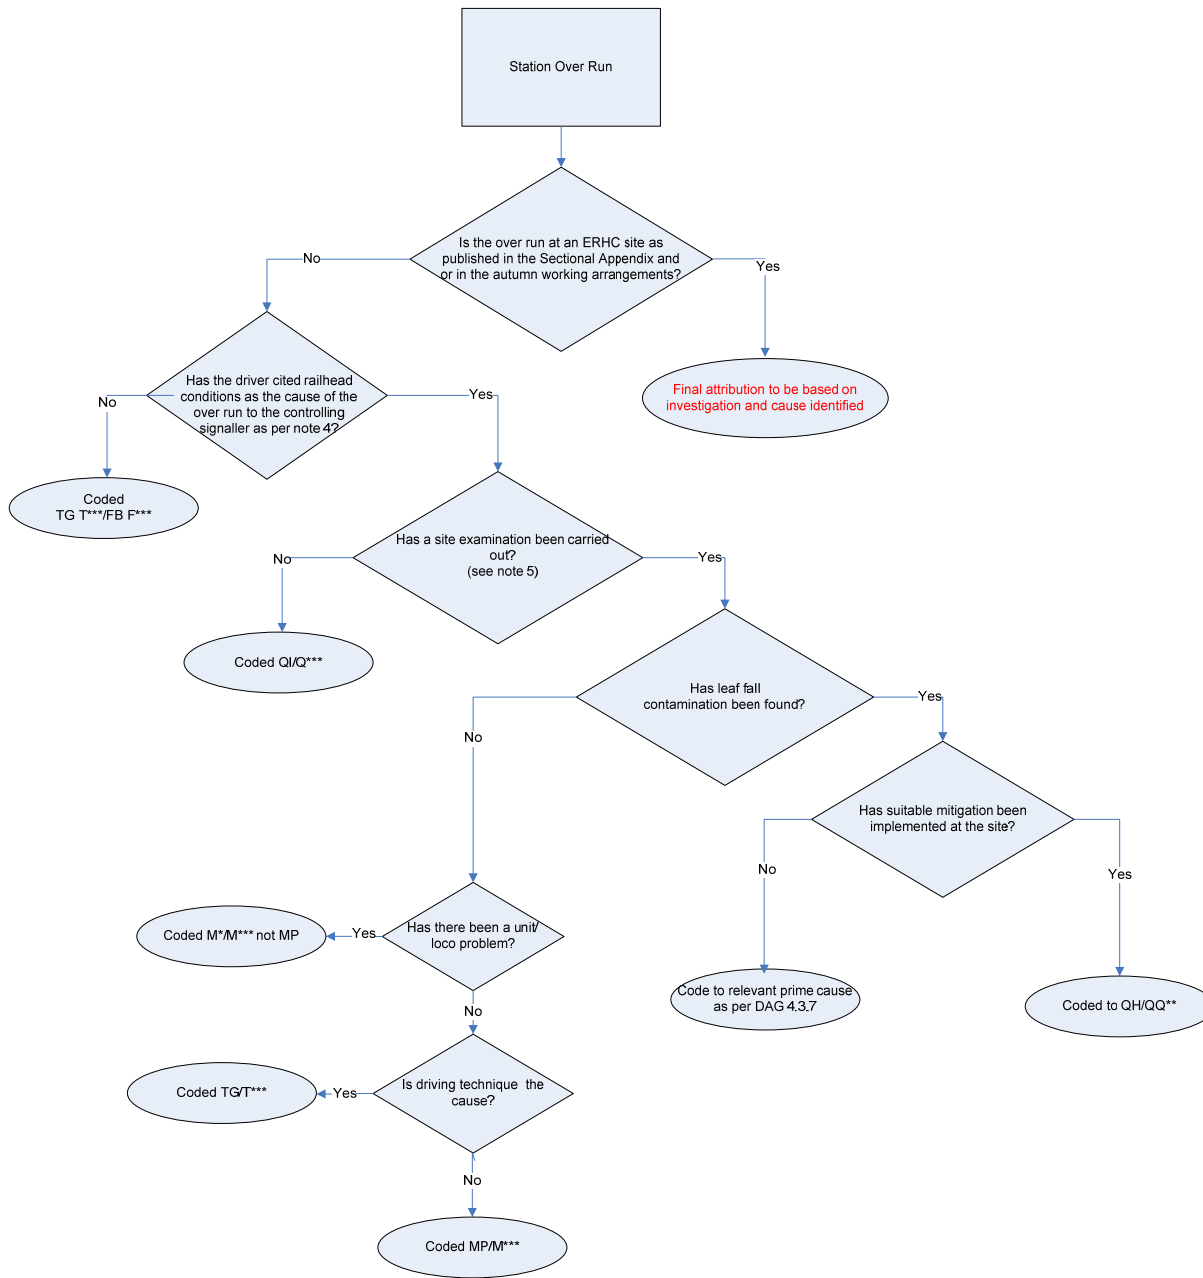 Station Over Run
Is the over run at an ERHC site as
published in the Sectional Appendix and
or in the autumn working arrangements?
No
Yes
Has the driver cited railhead
conditions as the cause of the
over run to the controlling
signaller as per note 4?
Final attribution to be based on
investigation and cause identified
No
Yes
Coded
TG T***/FB F***
Has a site examination been carried
out?
(see note 5)
No
Yes
Coded QI/Q***
Has leaf fall
contamination been found?
No
Yes
Has suitable mitigation been
implemented at the site?
No
Yes
Has there been a unit/
loco problem?
Yes
Coded M*/M*** not MP
No
Code to relevant prime cause
as per DAG 4.3.7
Coded to QH/QQ**
Is driving technique the
cause?
Yes
Coded TG/T***
No
Coded MP/M***